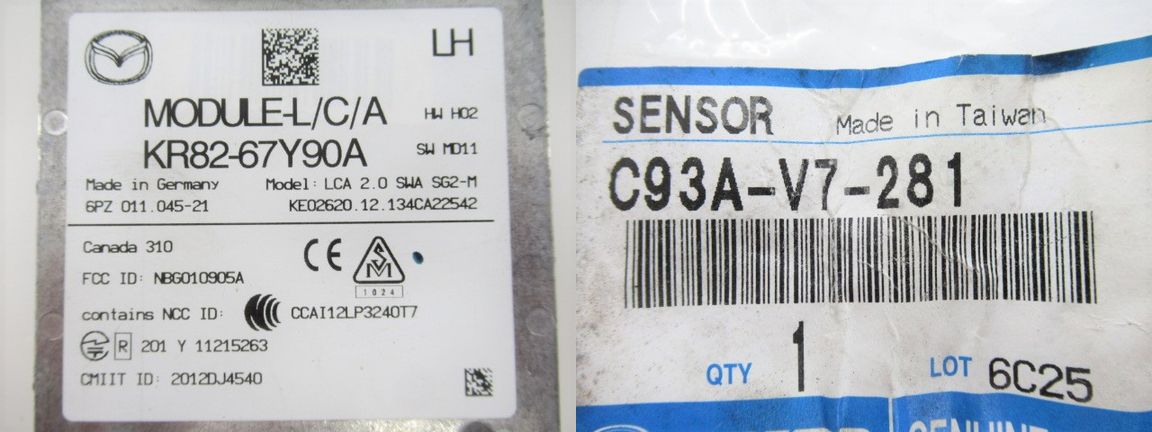 LH
MODULE-L/C/A HW H02
KR82-67Y90A SW MD11
Made in Germany Model: LCA 2.0 SWA SG2-M
6PZ 011.045-21 KE02620.12.134CA22542
Canada 310
CE
SVM
1024
FCC ID: NBG010905A
contains NCC ID: CCAI12LP3240T7
R 201 Y 11215263
CMIIT ID: 2012DJ4540
SENSOR Made in Taiwan
C93A-V7-281
QTY 1 LOT 6C25